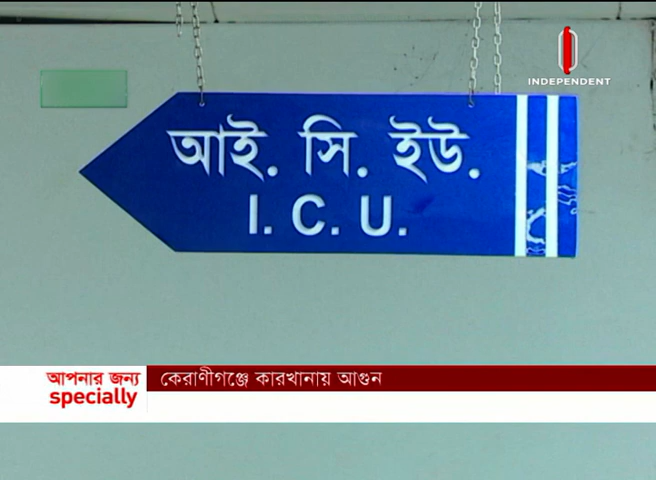 INDEPENDENT
আই. সি. ইউ.
I. C. U.
আপনার জন্য
specially
কেরাণীগঞ্জে কারখানায় আগুন